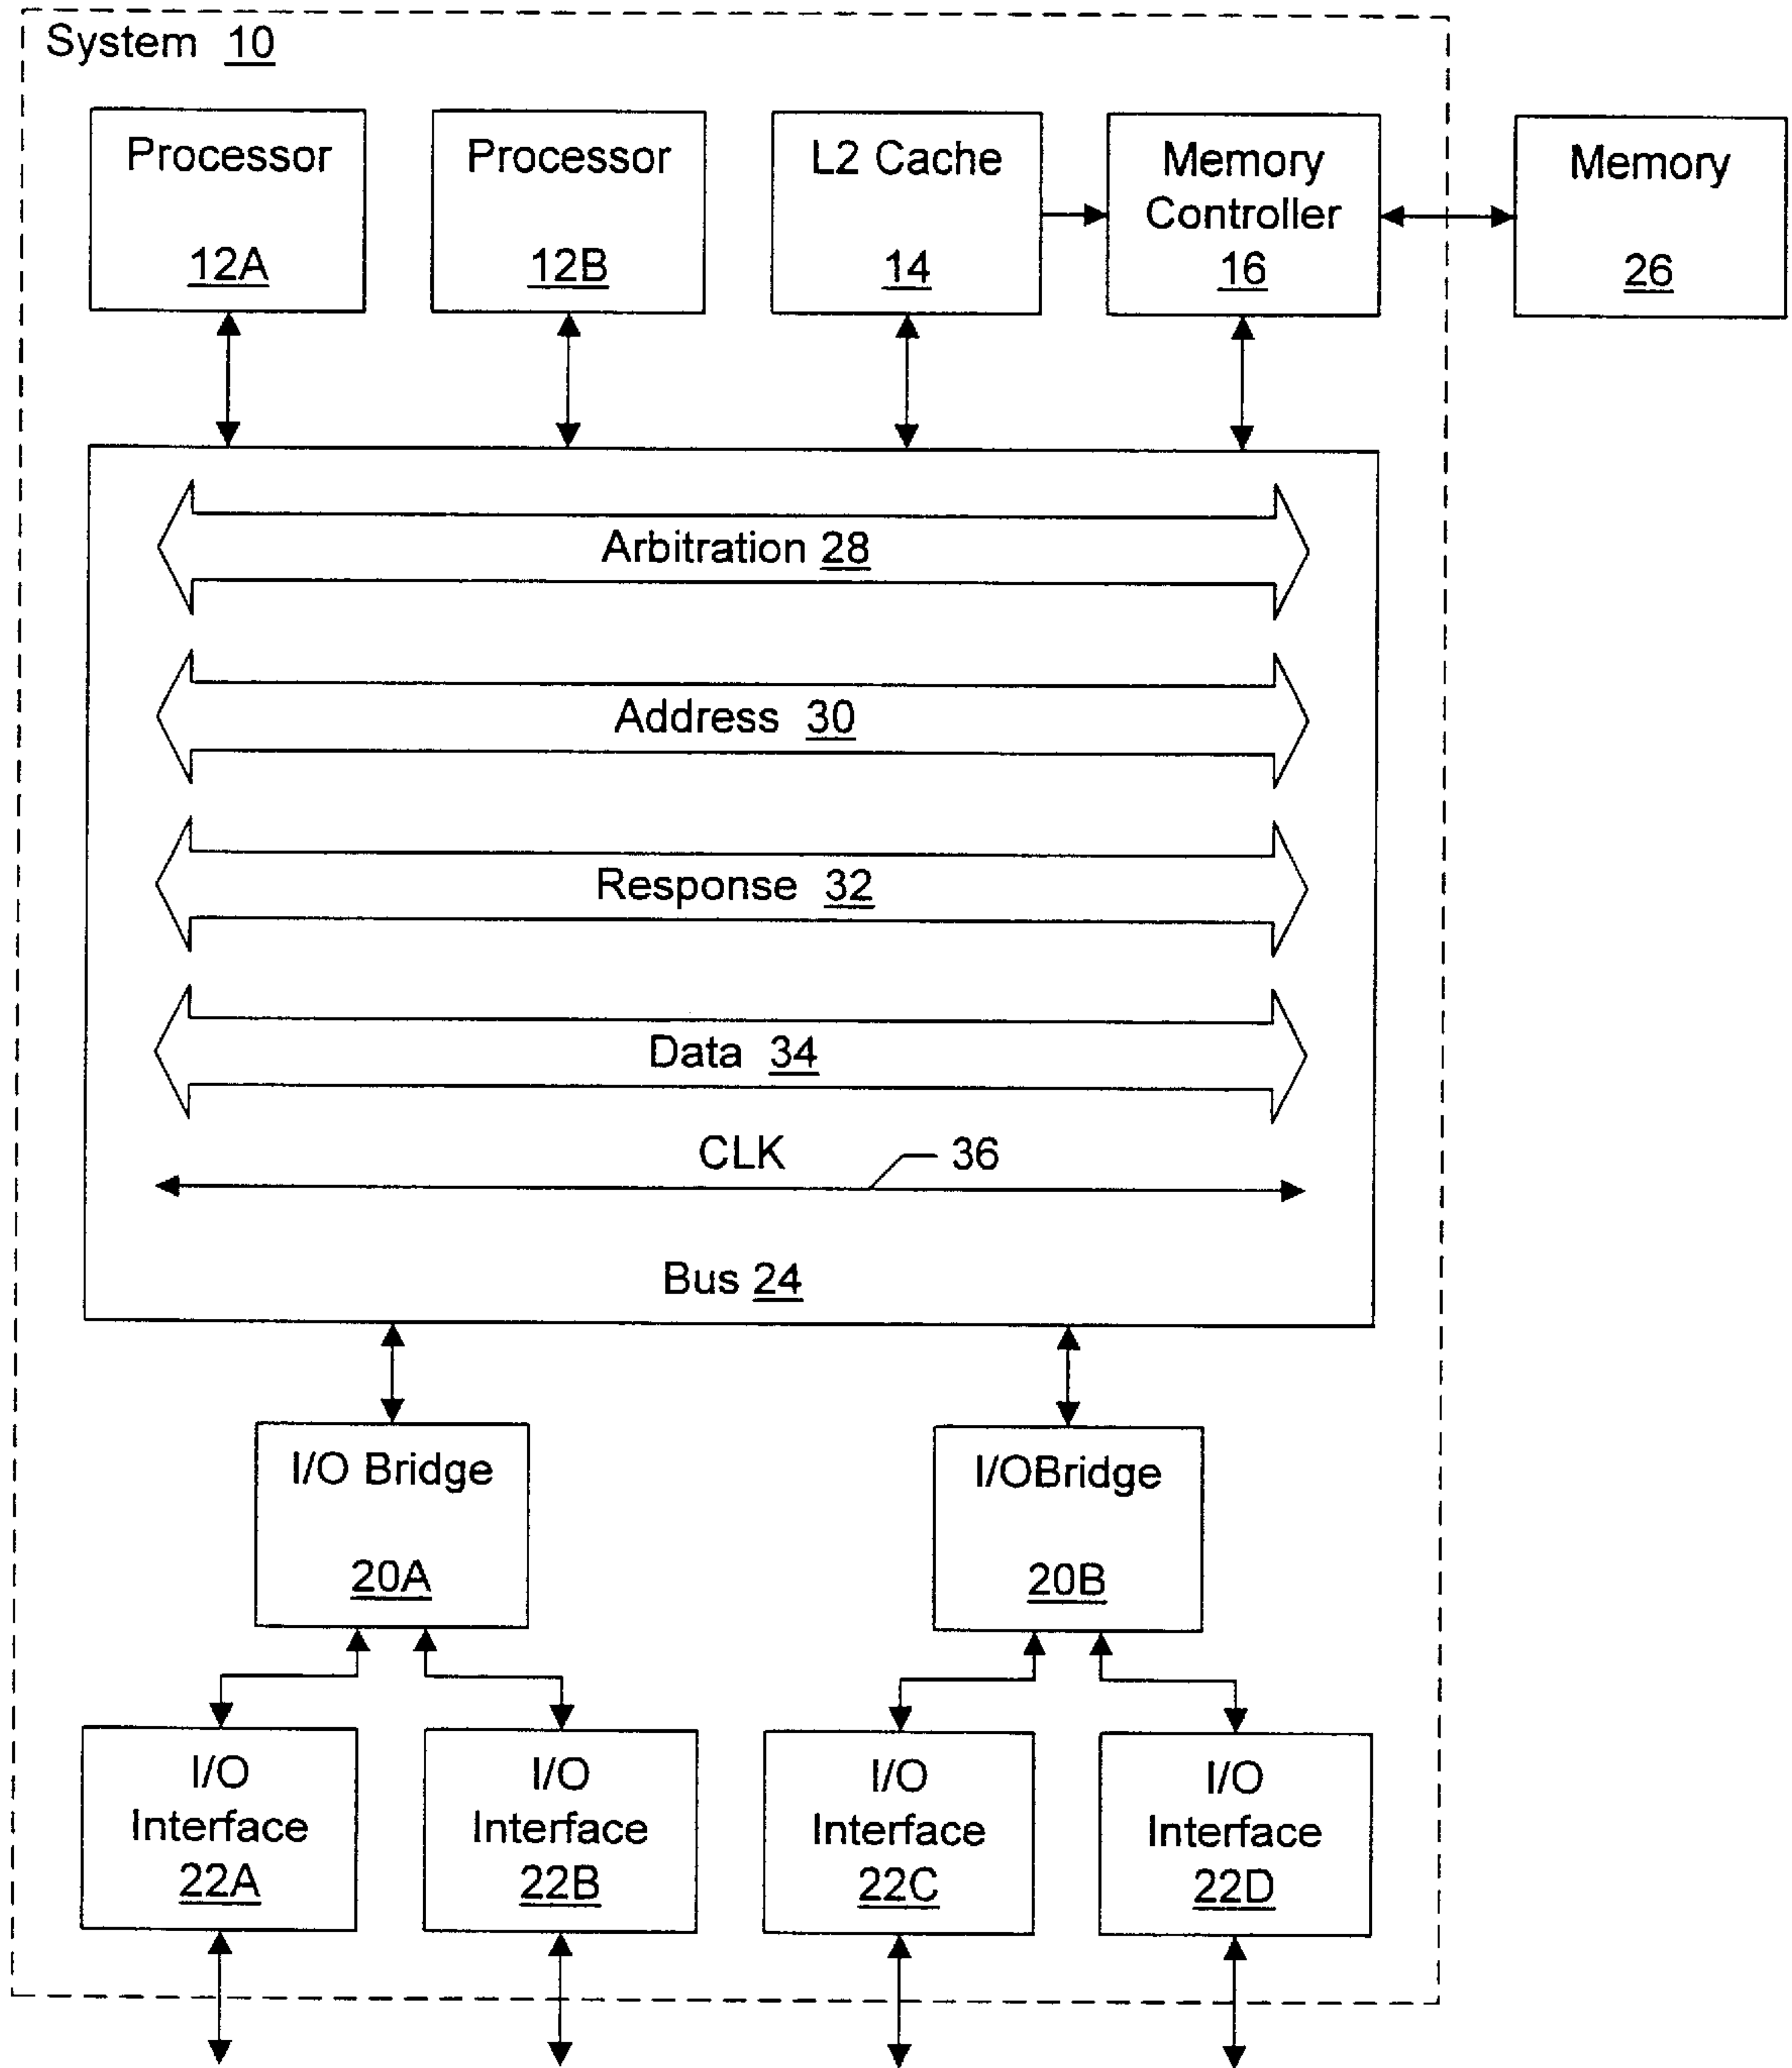 System 10
Processor
12A
Processor
12B
L2 Cache
14
Memory
Controller
16
Memory
26
Arbitration 28
Address 30
Response 32
Data 34
CLK
36
Bus 24
I/O Bridge
20A
I/OBridge
20B
I/O
Interface
22A
I/O
Interface
22B
I/O
Interface
22C
I/O
Interface
22D